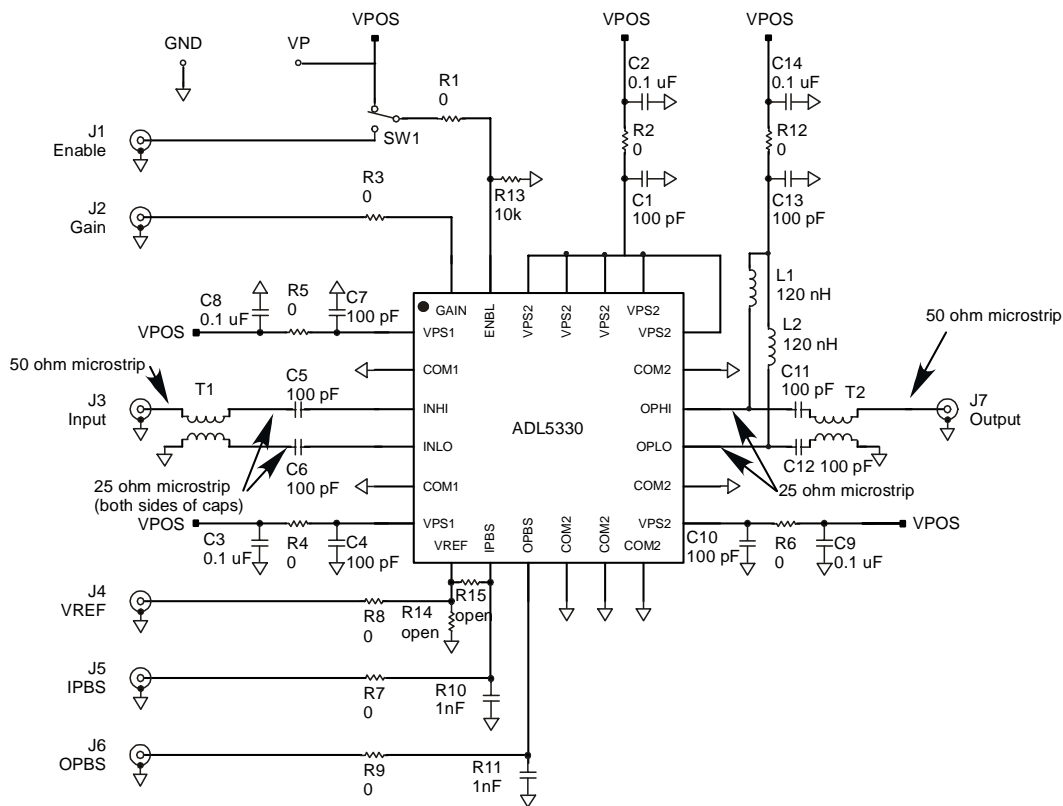 VPOS
VPOS
VPOS
GND
VP
C2
0.1 uF
C14
0.1 uF
R1
0
SW1
J1
Enable
R2
0
R12
0
R3
0
R13
10k
C1
100 pF
C13
100 pF
J2
Gain
L1
120 nH
C8
0.1 uF
R5
0
C7
100 pF
GAIN
ENBL
VPS2
VPS2
VPS2
VPS2
VPOS
VPS1
VPS2
L2
120 nH
50 ohm microstrip
50 ohm microstrip
COM1
COM2
T1
C5
100 pF
C11
100 pF
T2
J3
Input
INHI
OPHI
J7
Output
ADL5330
INLO
OPLO
C6
100 pF
C12 100 pF
25 ohm microstrip
(both sides of caps)
25 ohm microstrip
COM1
COM2
VPOS
VPS1
VPS2
VPOS
C3
0.1 uF
R4
0
C4
100 pF
VREF
IPBS
OPBS
COM2
COM2
COM2
C10
100 pF
R6
0
C9
0.1 uF
R15
open
J4
VREF
R8
0
R14
open
J5
IPBS
R7
0
R10
1nF
J6
OPBS
R9
0
R11
1nF